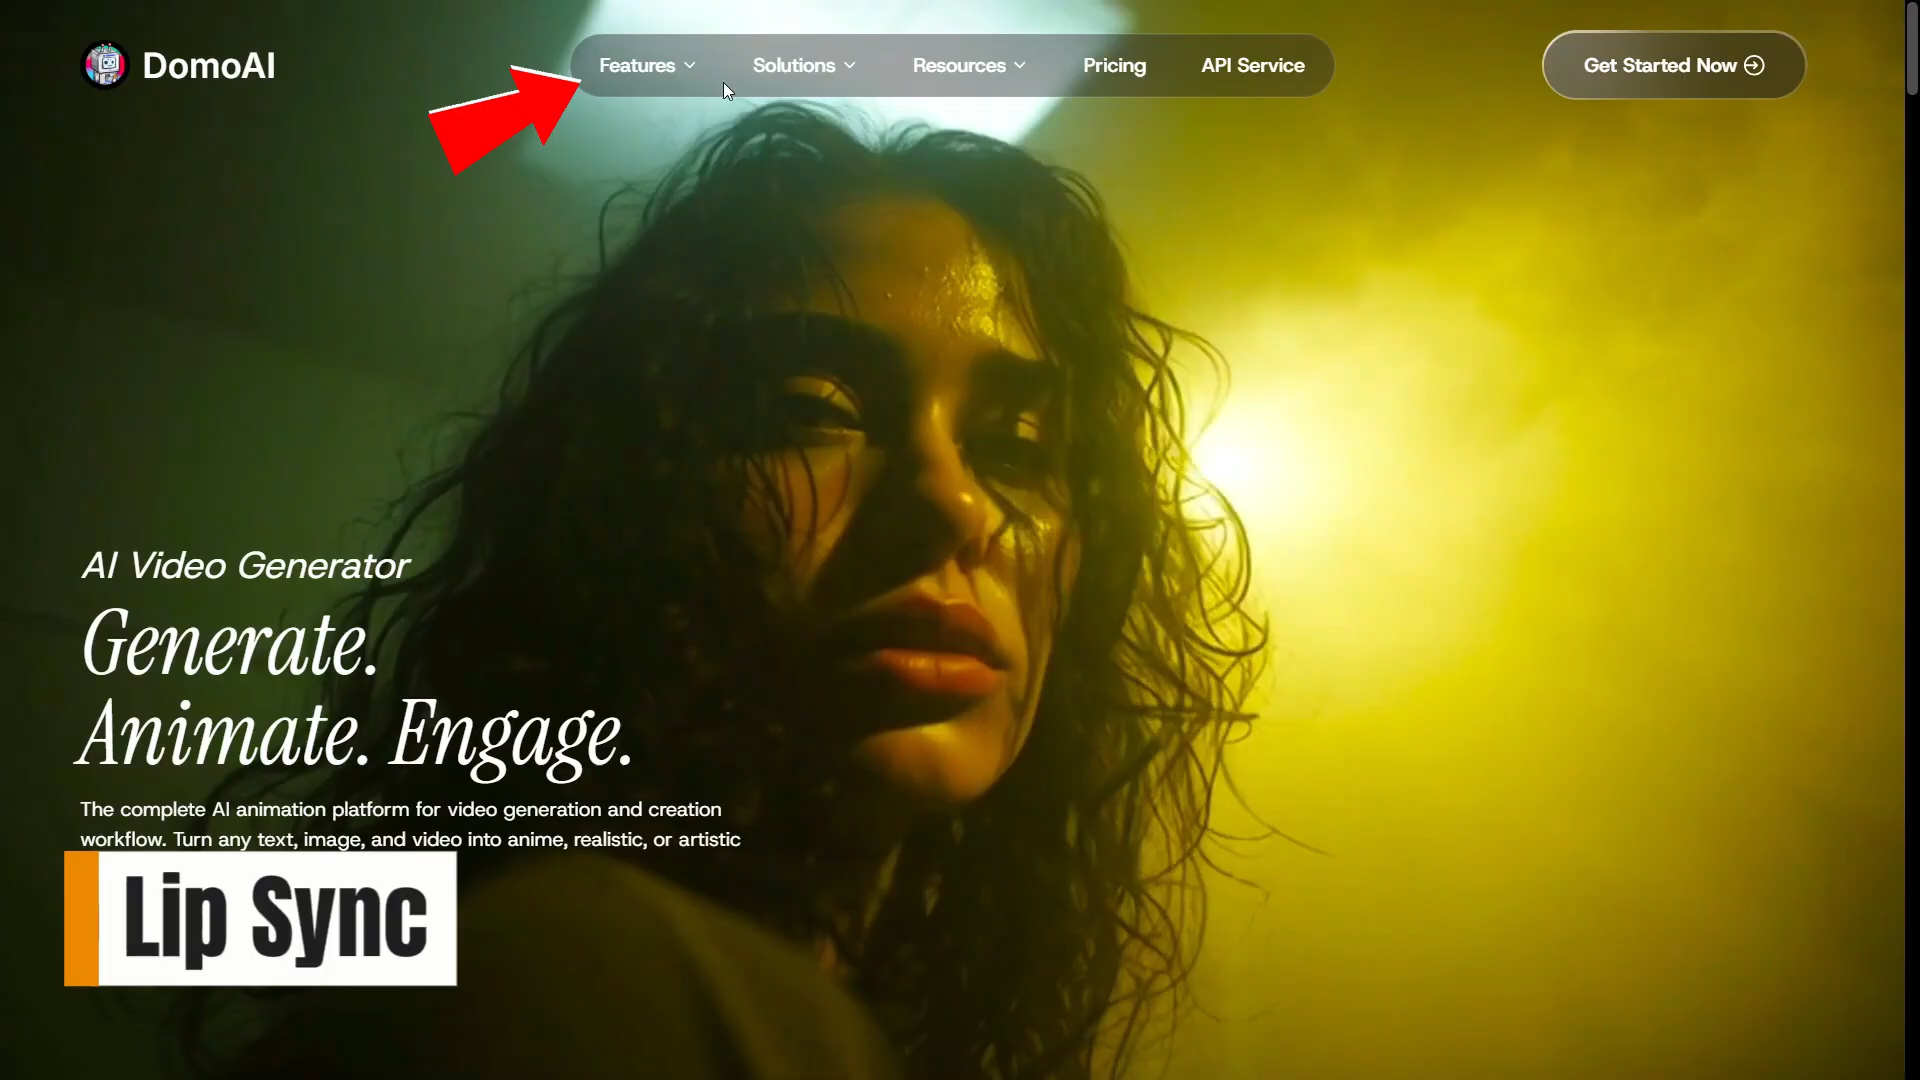 DomoAI
Features
Solutions
Resources
Pricing
API Service
Get Started Now
AI Video Generator
Generate.
Animate. Engage.
The complete AI animation platform for video generation and creation
workflow. Turn any text, image, and video into anime, realistic, or artistic
Lip Sync